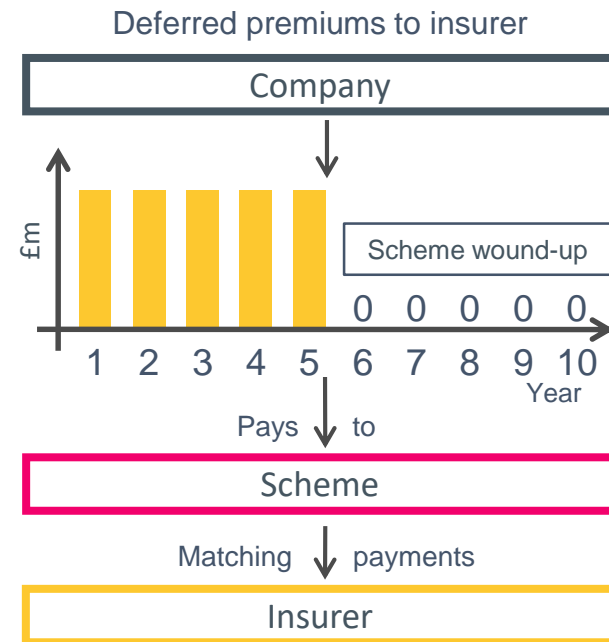 Deferred premiums to insurer
Company
£m
Scheme wound-up
0 0 0 0 0
1 2 3 4 5 6 7 8 9 10
Year
Pays to
Scheme
Matching payments
Insurer